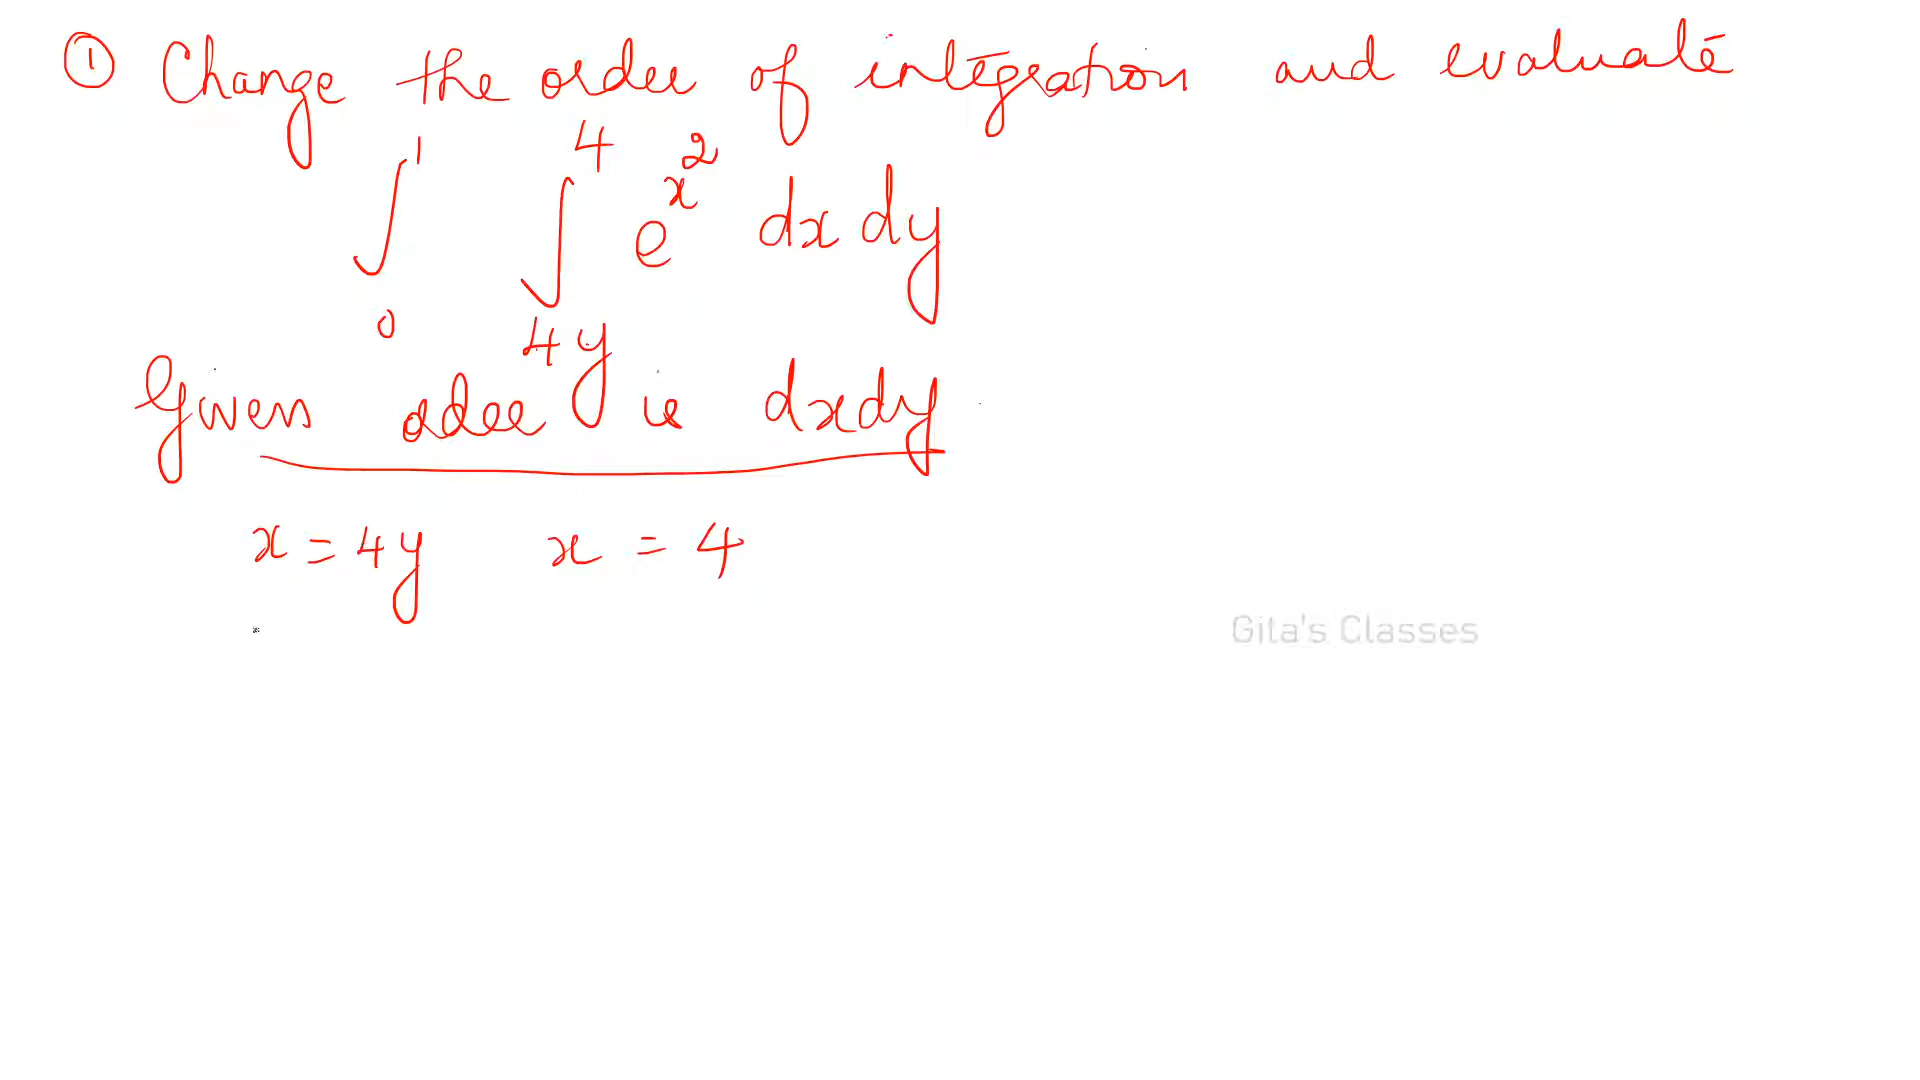 ① Change the order of integration and evaluate
∫₀¹ ∫₄ᵧ⁴ e^{x^2} dx dy
Given order is dxdy
x = 4y x = 4
Gita's Classes